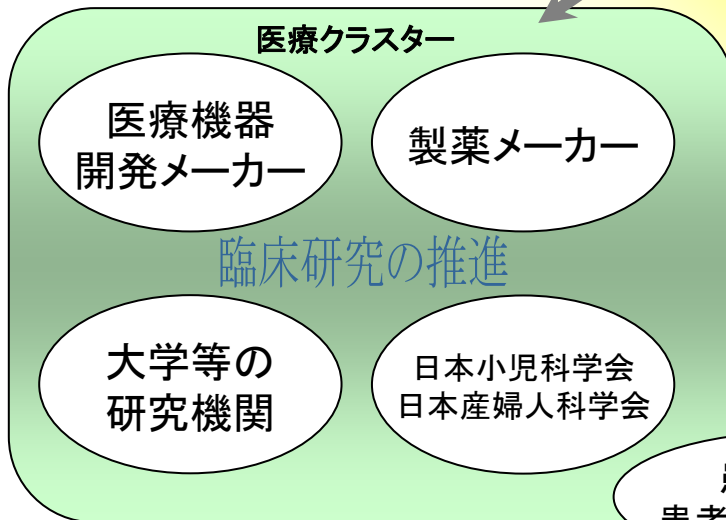 医療クラスター
医療機器
開発メーカー
製薬メーカー
臨床研究の推進
大学等の
研究機関
日本小児科学会
日本産婦人科学会
患者